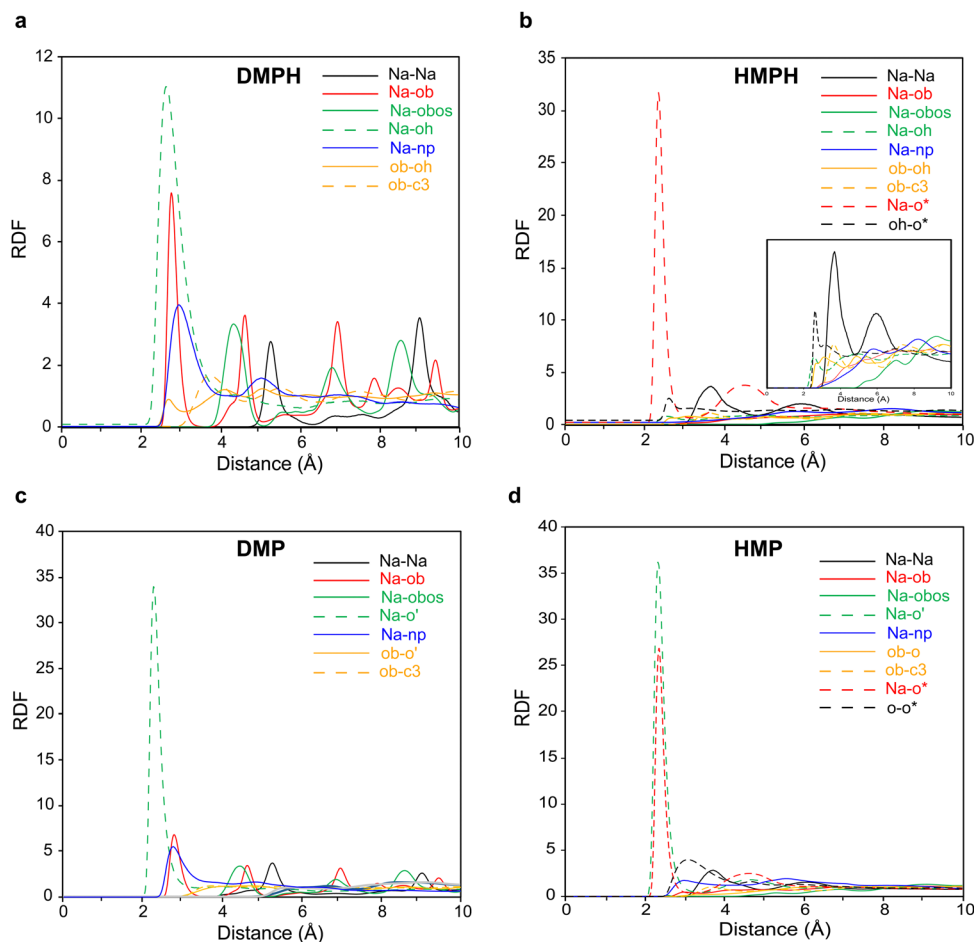 a
DMPH
RDF
12
10
8
6
4
2
0
0
2
4
6
8
10
Distance (Å)
Na-Na
Na-ob
Na-obos
Na-oh
Na-np
ob-oh
ob-c3
b
HMPH
RDF
35
30
25
20
15
10
5
0
0
2
4
6
8
10
Distance (Å)
Na-Na
Na-ob
Na-obos
Na-oh
Na-np
ob-oh
ob-c3
Na-o*
oh-o*
0
2
4
6
8
10
Distance (Å)
c
DMP
RDF
40
35
30
25
20
15
10
5
0
0
2
4
6
8
10
Distance (Å)
Na-Na
Na-ob
Na-obos
Na-o'
Na-np
ob-o'
ob-c3
d
HMP
RDF
40
35
30
25
20
15
10
5
0
0
2
4
6
8
10
Distance (Å)
Na-Na
Na-ob
Na-obos
Na-o'
Na-np
ob-o
ob-c3
Na-o*
o-o*